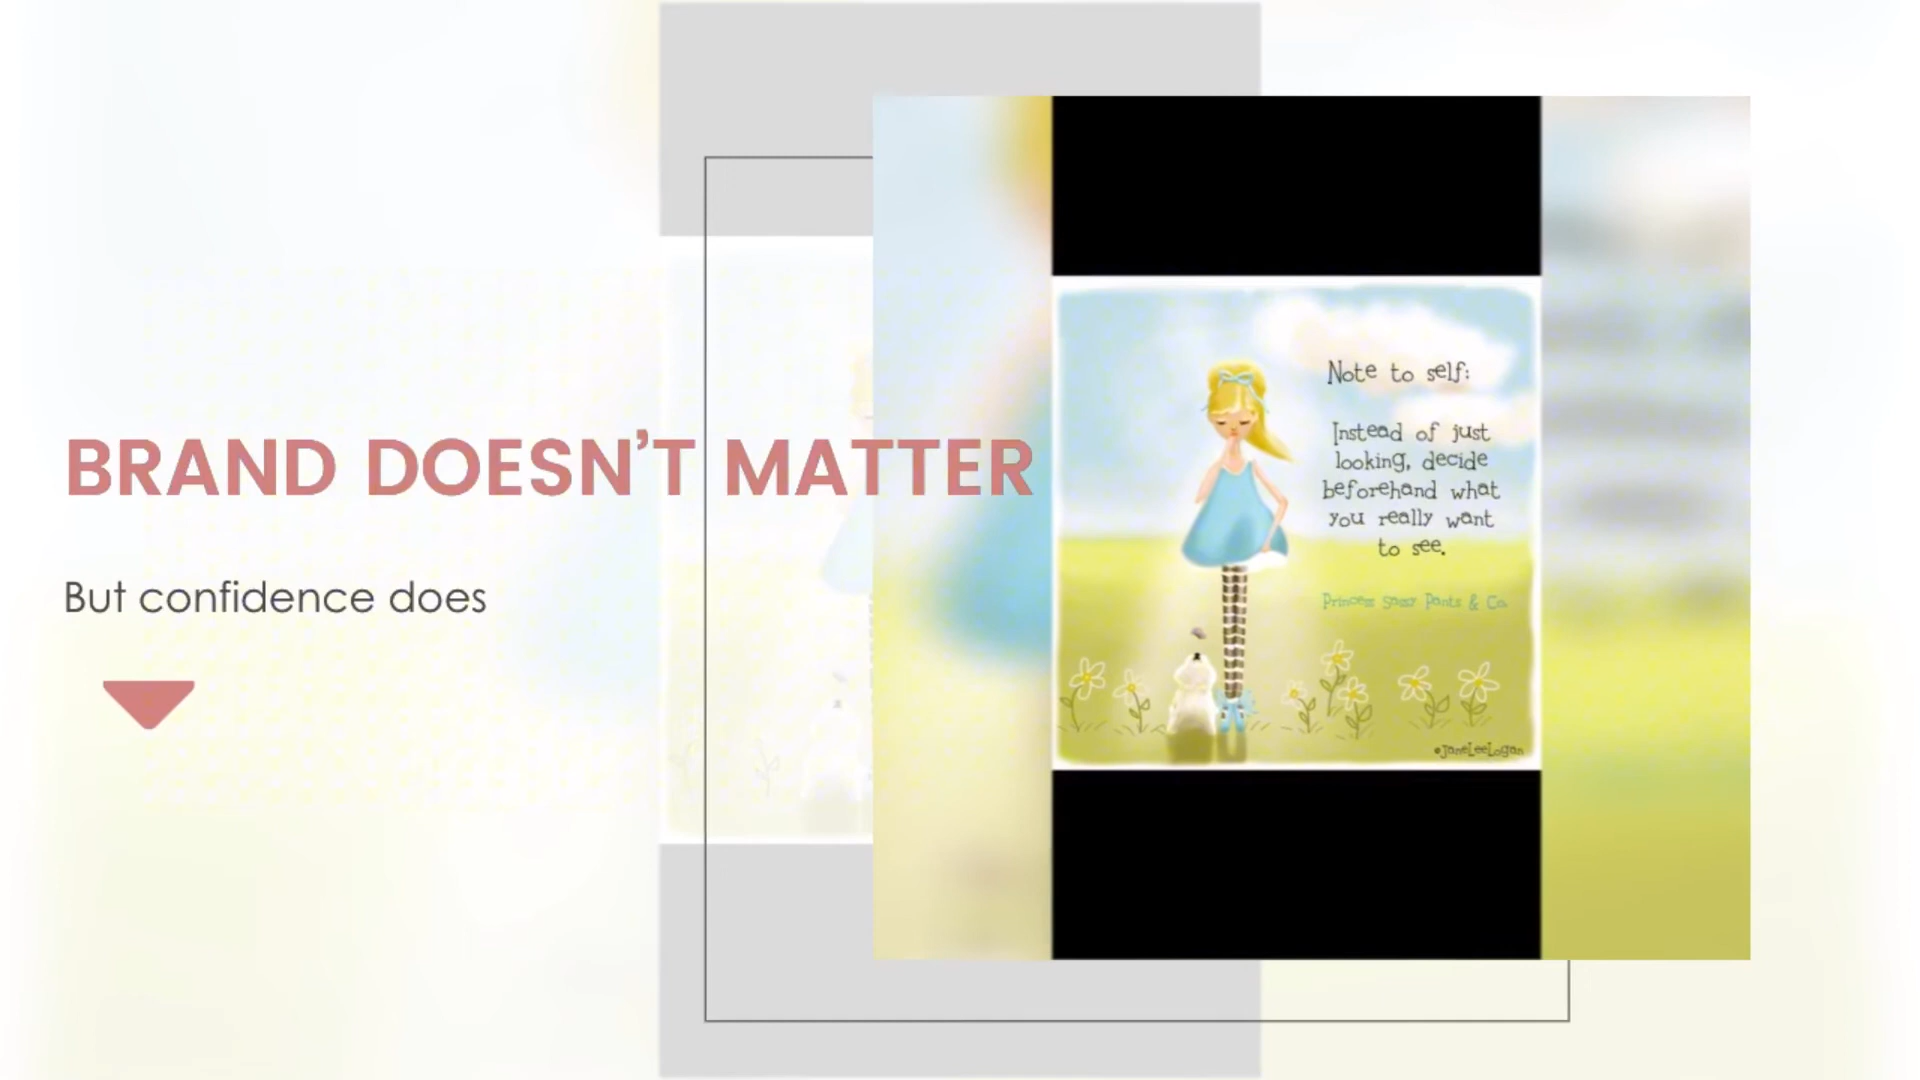 BRAND DOESN’T MATTER
But confidence does
Note to self:
Instead of just
looking, decide
beforehand what
you really want
to see.
Princess Sassy Pants & Co.
©JaneLeeLogan